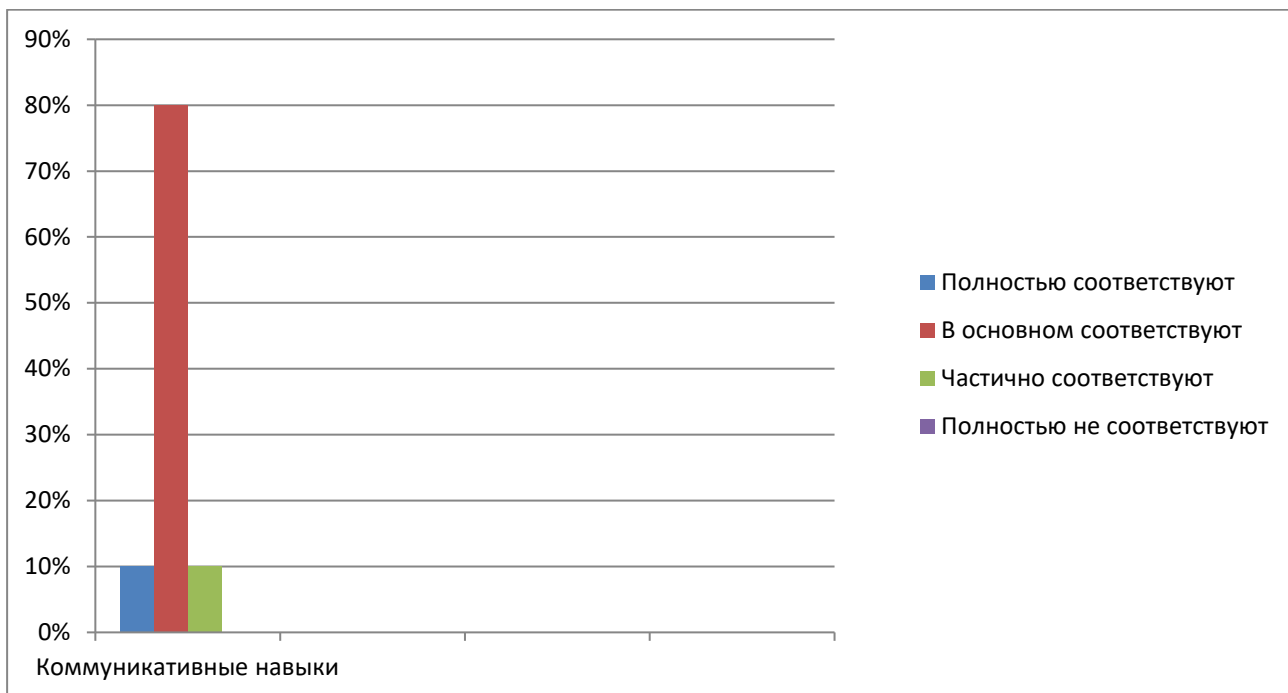 90%
80%
70%
60%
50%
40%
30%
20%
10%
0%
Коммуникативные навыки
Полностью соответствуют
В основном соответствуют
Частично соответствуют
Полностью не соответствуют